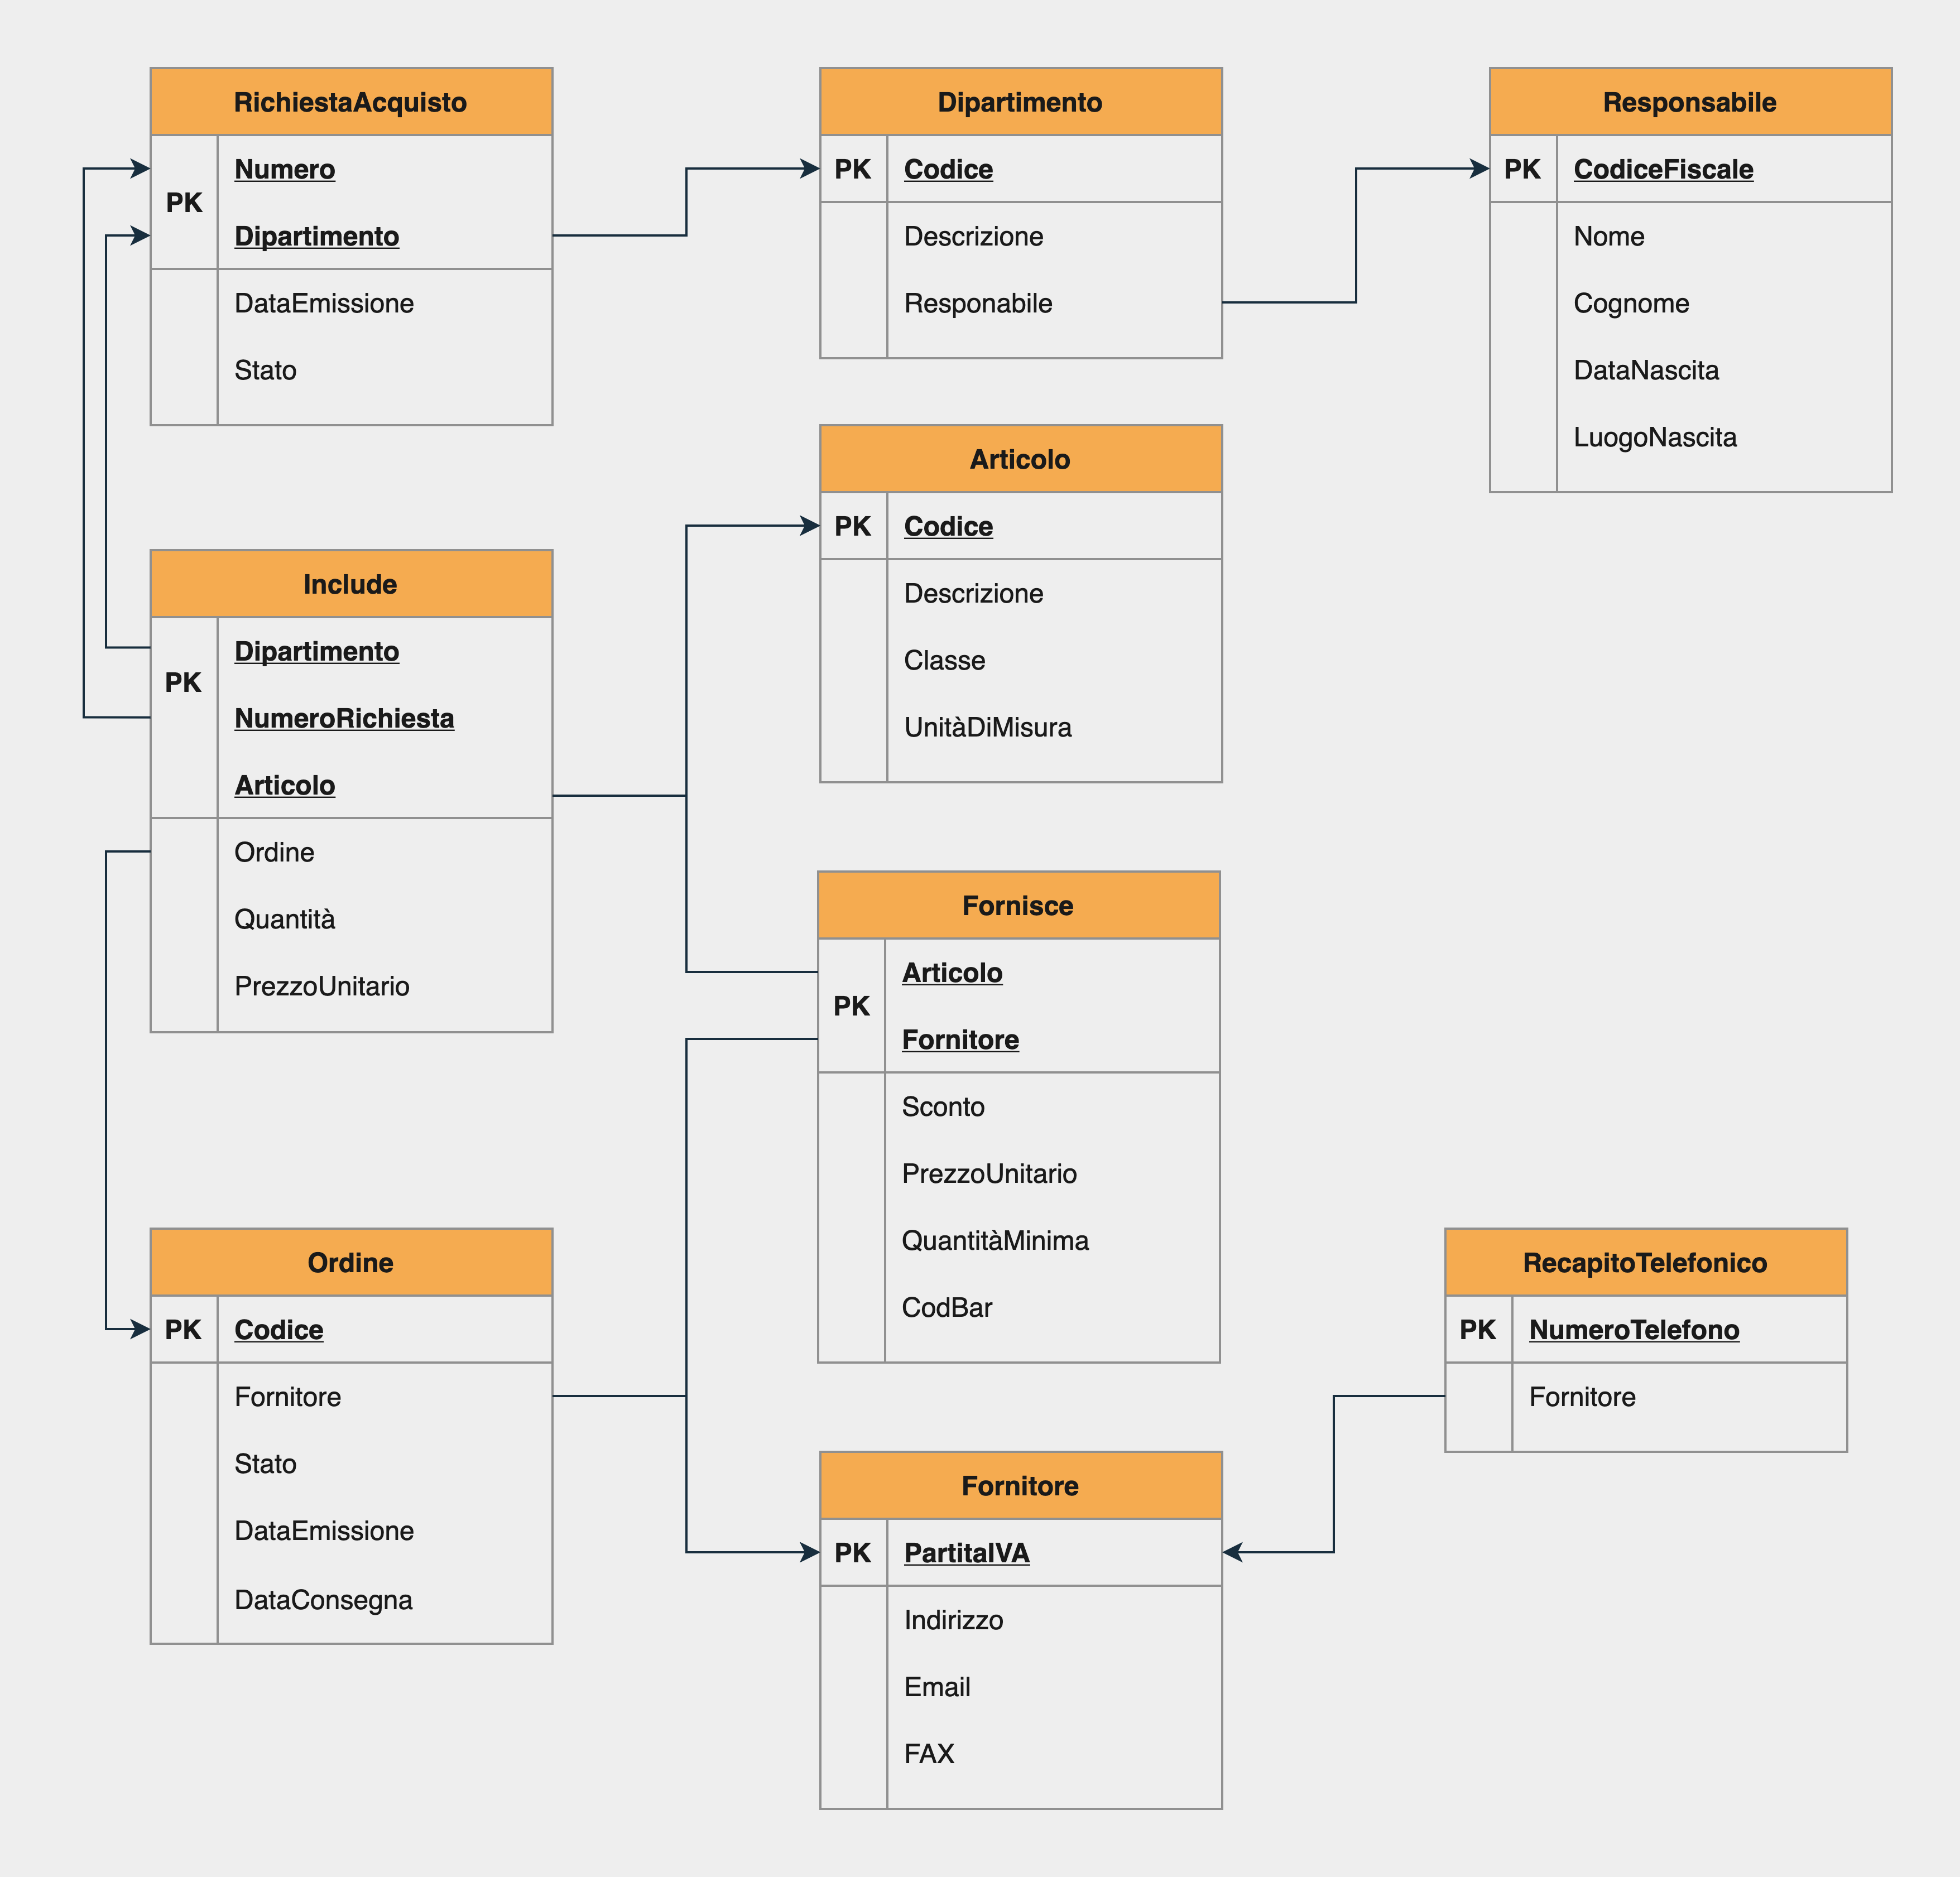 RichiestaAcquisto
PK
Numero
Dipartimento
DataEmissione
Stato
Dipartimento
PK
Codice
Descrizione
Responabile
Responsabile
PK
CodiceFiscale
Nome
Cognome
DataNascita
LuogoNascita
Articolo
PK
Codice
Descrizione
Classe
UnitàDiMisura
Include
PK
Dipartimento
NumeroRichiesta
Articolo
Ordine
Quantità
PrezzoUnitario
Fornisce
PK
Articolo
Fornitore
Sconto
PrezzoUnitario
QuantitàMinima
CodBar
Ordine
PK
Codice
Fornitore
Stato
DataEmissione
DataConsegna
RecapitoTelefonico
PK
NumeroTelefono
Fornitore
Fornitore
PK
PartitaIVA
Indirizzo
Email
FAX